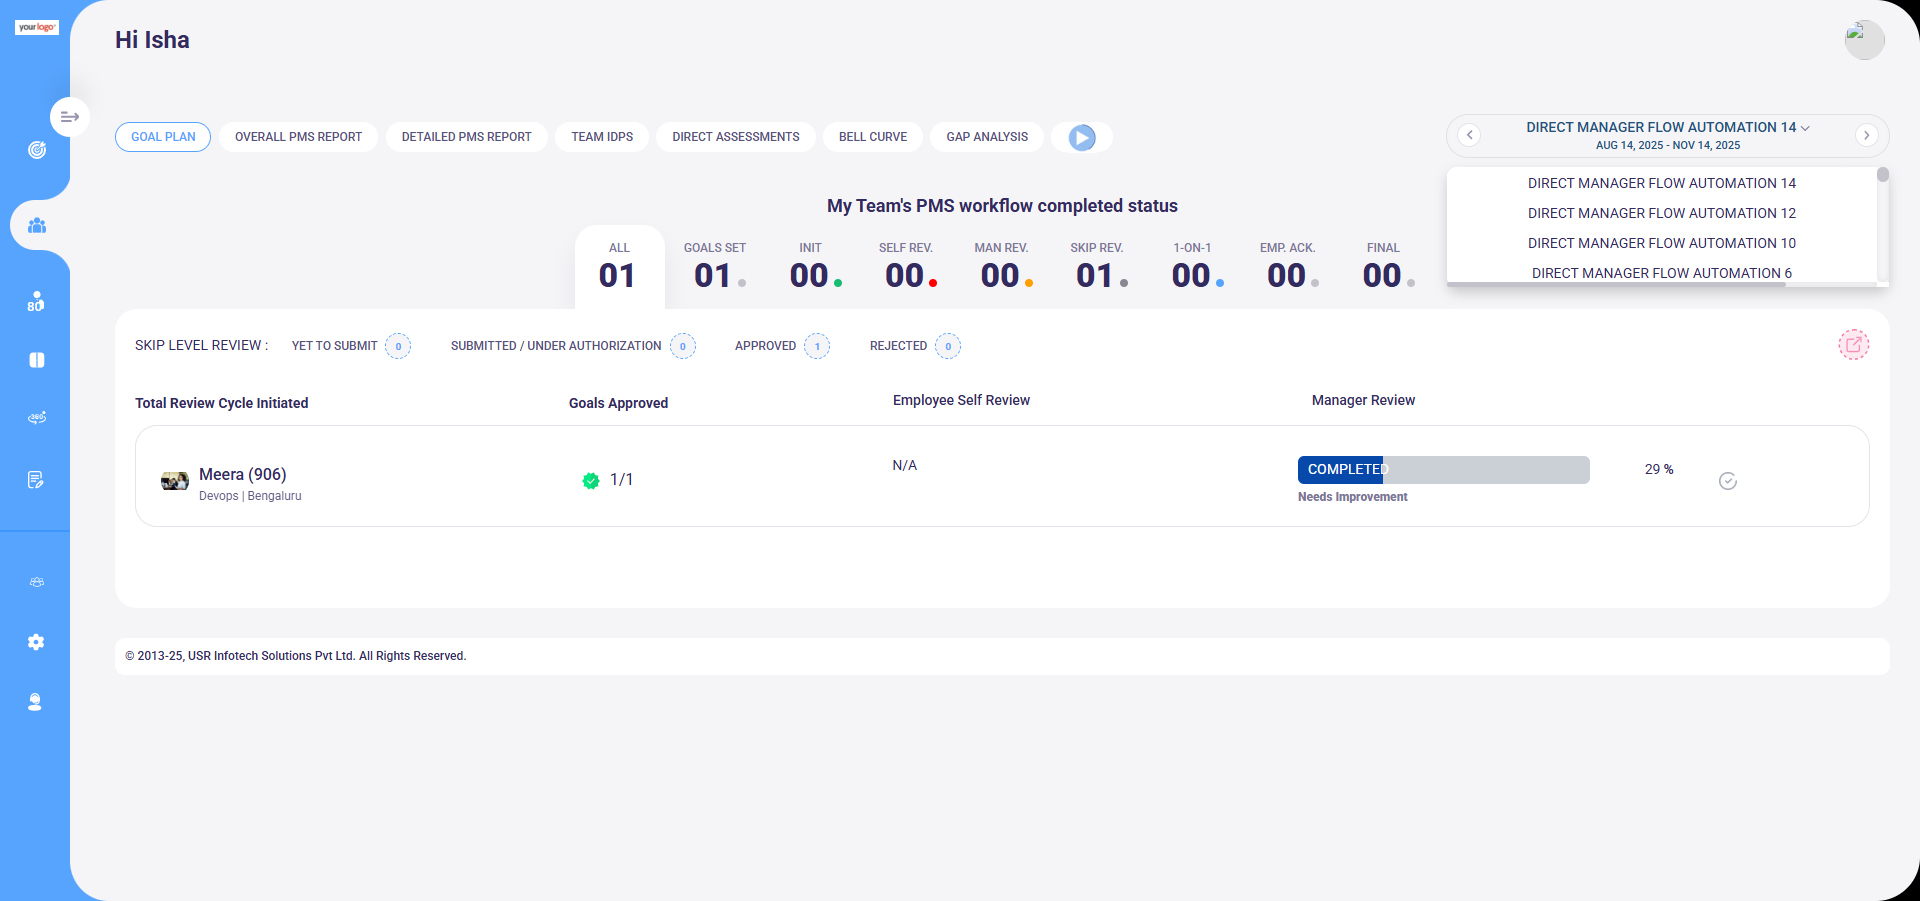 yourlogo
Hi Isha
GOAL PLAN
OVERALL PMS REPORT
DETAILED PMS REPORT
TEAM IDPS
DIRECT ASSESSMENTS
BELL CURVE
GAP ANALYSIS
DIRECT MANAGER FLOW AUTOMATION 14
AUG 14, 2025 - NOV 14, 2025
DIRECT MANAGER FLOW AUTOMATION 14
DIRECT MANAGER FLOW AUTOMATION 12
DIRECT MANAGER FLOW AUTOMATION 10
DIRECT MANAGER FLOW AUTOMATION 6
My Team's PMS workflow completed status
ALL
01
GOALS SET
01
INIT
00
SELF REV.
00
MAN REV.
00
SKIP REV.
01
1-ON-1
00
EMP. ACK.
00
FINAL
00
80
360
SKIP LEVEL REVIEW :
YET TO SUBMIT 0
SUBMITTED / UNDER AUTHORIZATION 0
APPROVED 1
REJECTED 0
Total Review Cycle Initiated
Goals Approved
Employee Self Review
Manager Review
Meera (906)
Devops | Bengaluru
1/1
N/A
COMPLETED
Needs Improvement
29 %
© 2013-25, USR Infotech Solutions Pvt Ltd. All Rights Reserved.